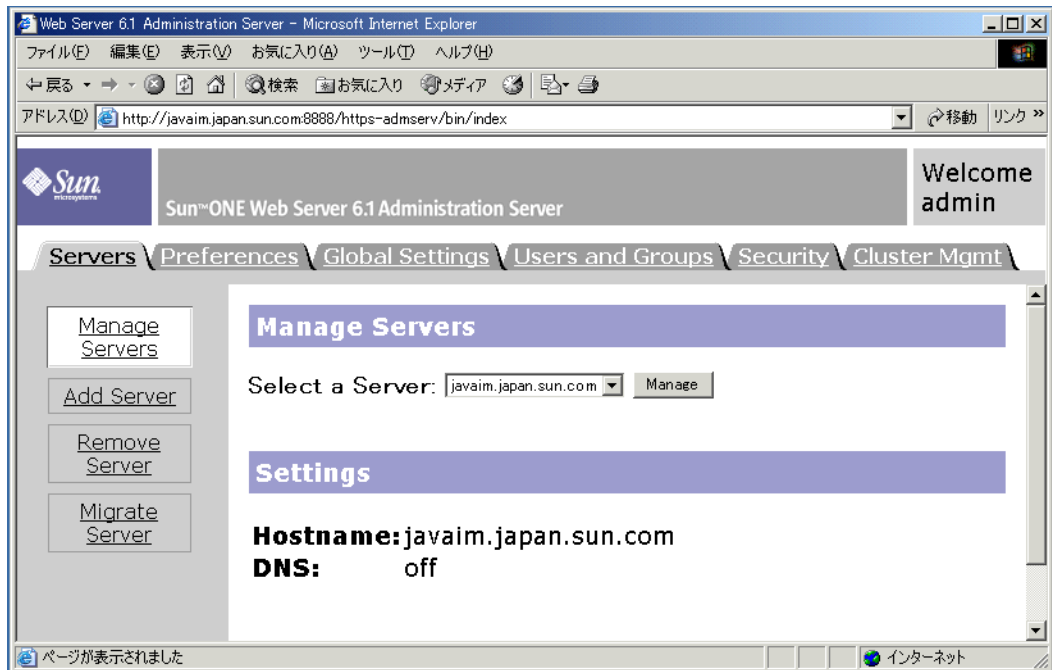 Web Server 6.1 Administration Server - Microsoft Internet Explorer
ファイル(F) 編集(E) 表示(V) お気に入り(A) ツール(T) ヘルプ(H)
戻る 検索 お気に入り メディア
アドレス(D) http://javaim.japan.sun.com:8888/https-admserv/bin/index 移動 リンク »
Sun
microsystems
Sun™ONE Web Server 6.1 Administration Server
Welcome
admin
Servers Preferences Global Settings Users and Groups Security Cluster Mgmt
Manage
Servers
Add Server
Remove
Server
Migrate
Server
Manage Servers
Select a Server: javaim.japan.sun.com Manage
Settings
Hostname: javaim.japan.sun.com
DNS: off
ページが表示されました インターネット